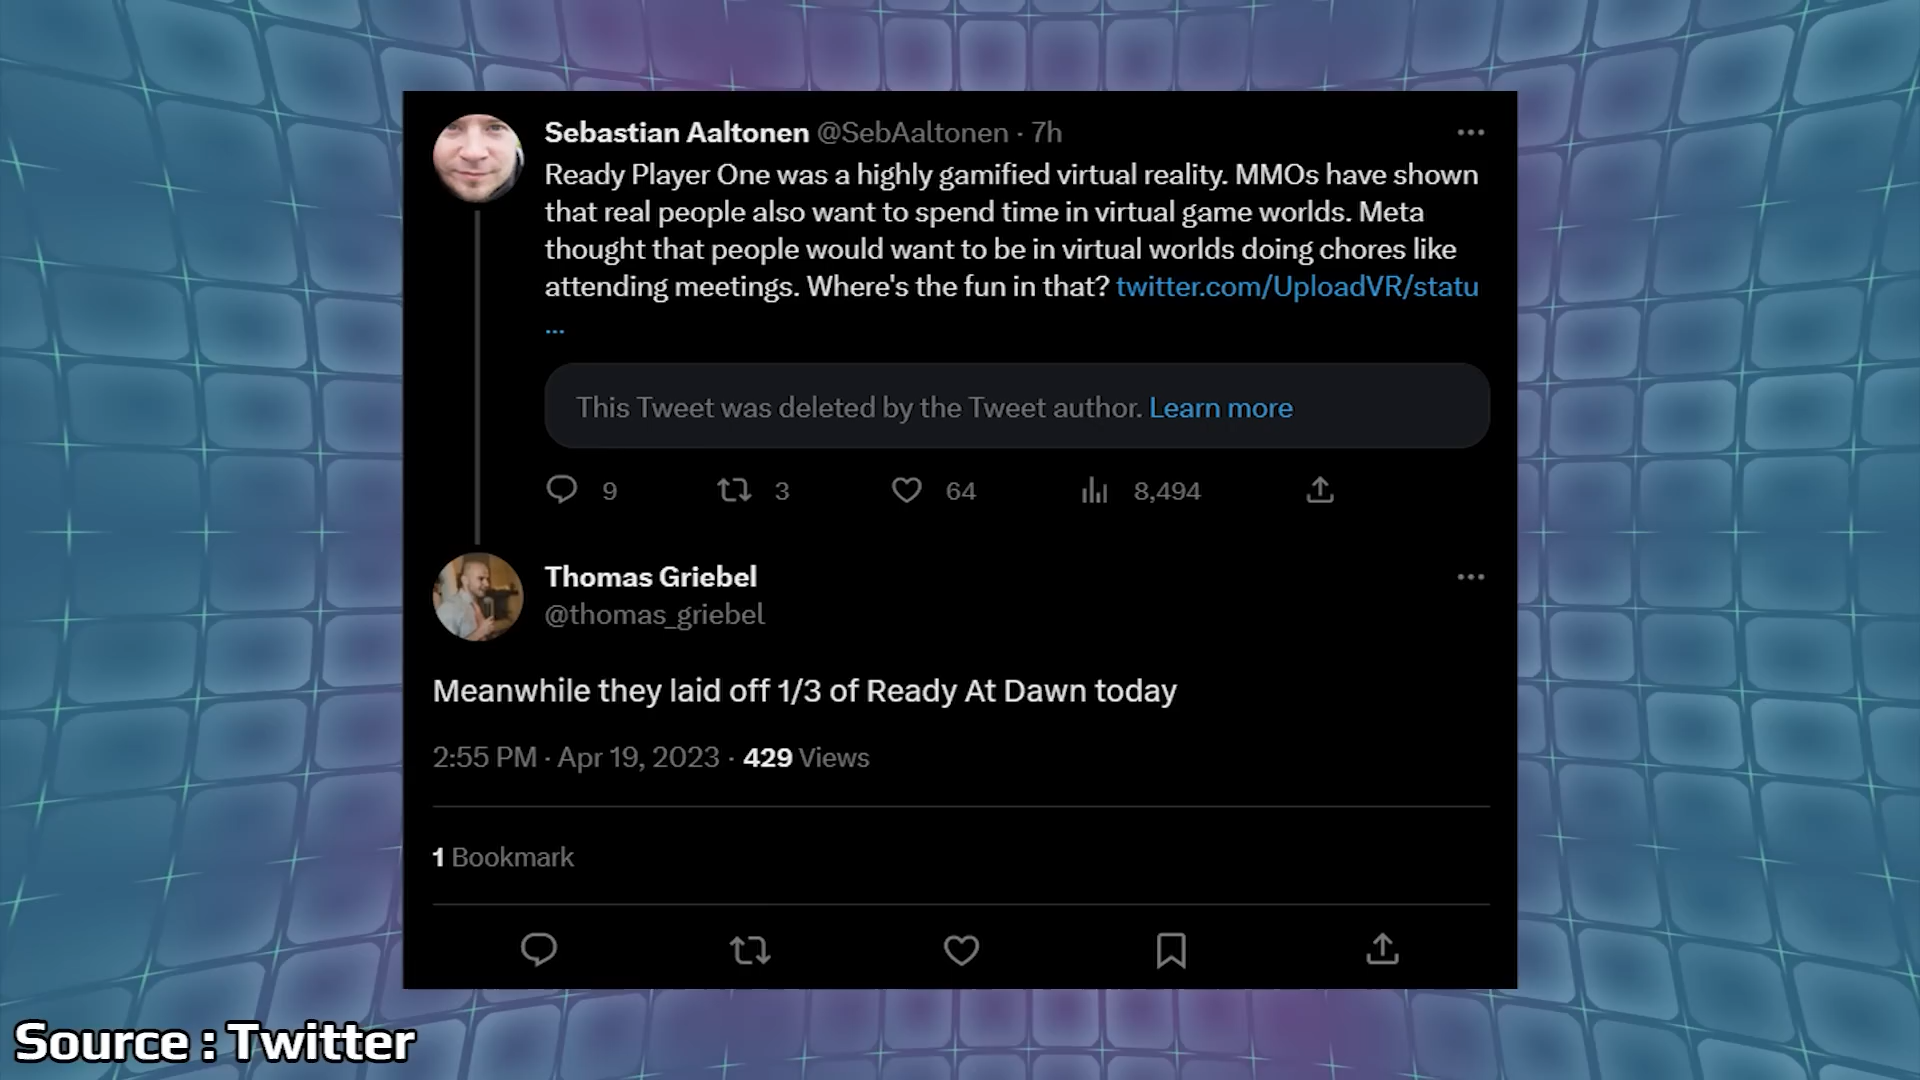 Sebastian Aaltonen @SebAaltonen · 7h
Ready Player One was a highly gamified virtual reality. MMOs have shown
that real people also want to spend time in virtual game worlds. Meta
thought that people would want to be in virtual worlds doing chores like
attending meetings. Where's the fun in that? twitter.com/UploadVR/statu
...
This Tweet was deleted by the Tweet author. Learn more
9 3 64 8,494
Thomas Griebel
@thomas_griebel
Meanwhile they laid off 1/3 of Ready At Dawn today
2:55 PM · Apr 19, 2023 · 429 Views
1 Bookmark
Source : Twitter